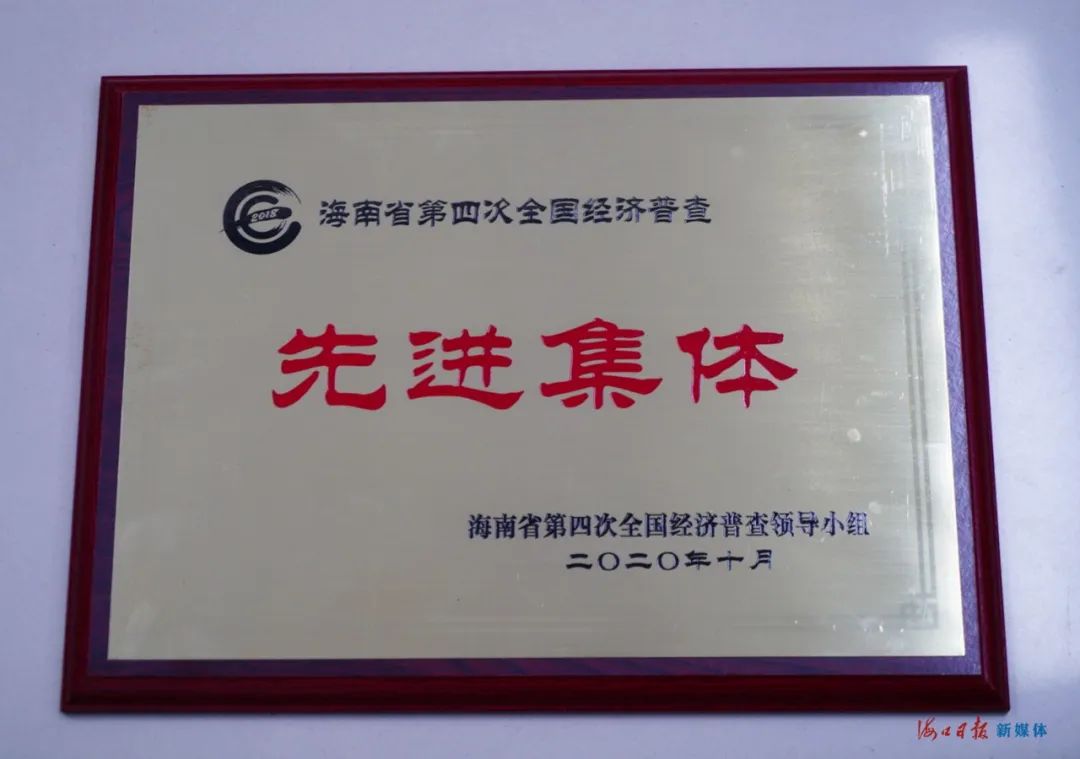 2018
海南省第四次全国经济普查
先进集体
海南省第四次全国经济普查领导小组
二〇二〇年十月
海口日报 新媒体